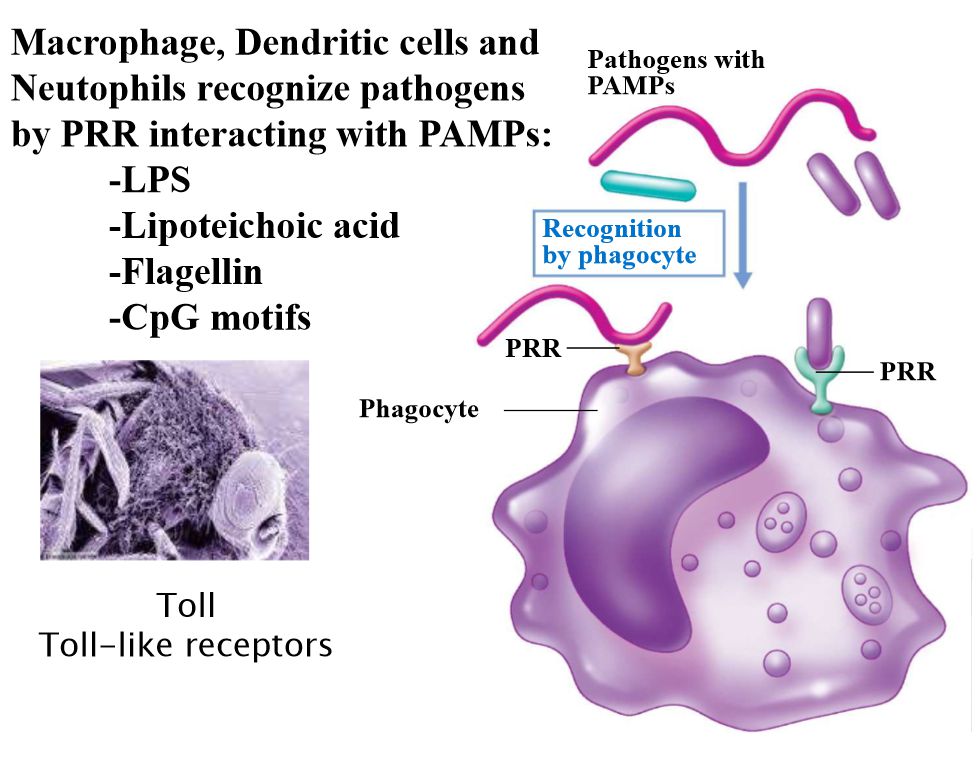 Macrophage, Dendritic cells and
Neutophils recognize pathogens
by PRR interacting with PAMPs:
-LPS
-Lipoteichoic acid
-Flagellin
-CpG motifs
Pathogens with
PAMPs
Recognition
by phagocyte
PRR
PRR
Phagocyte
Toll
Toll-like receptors